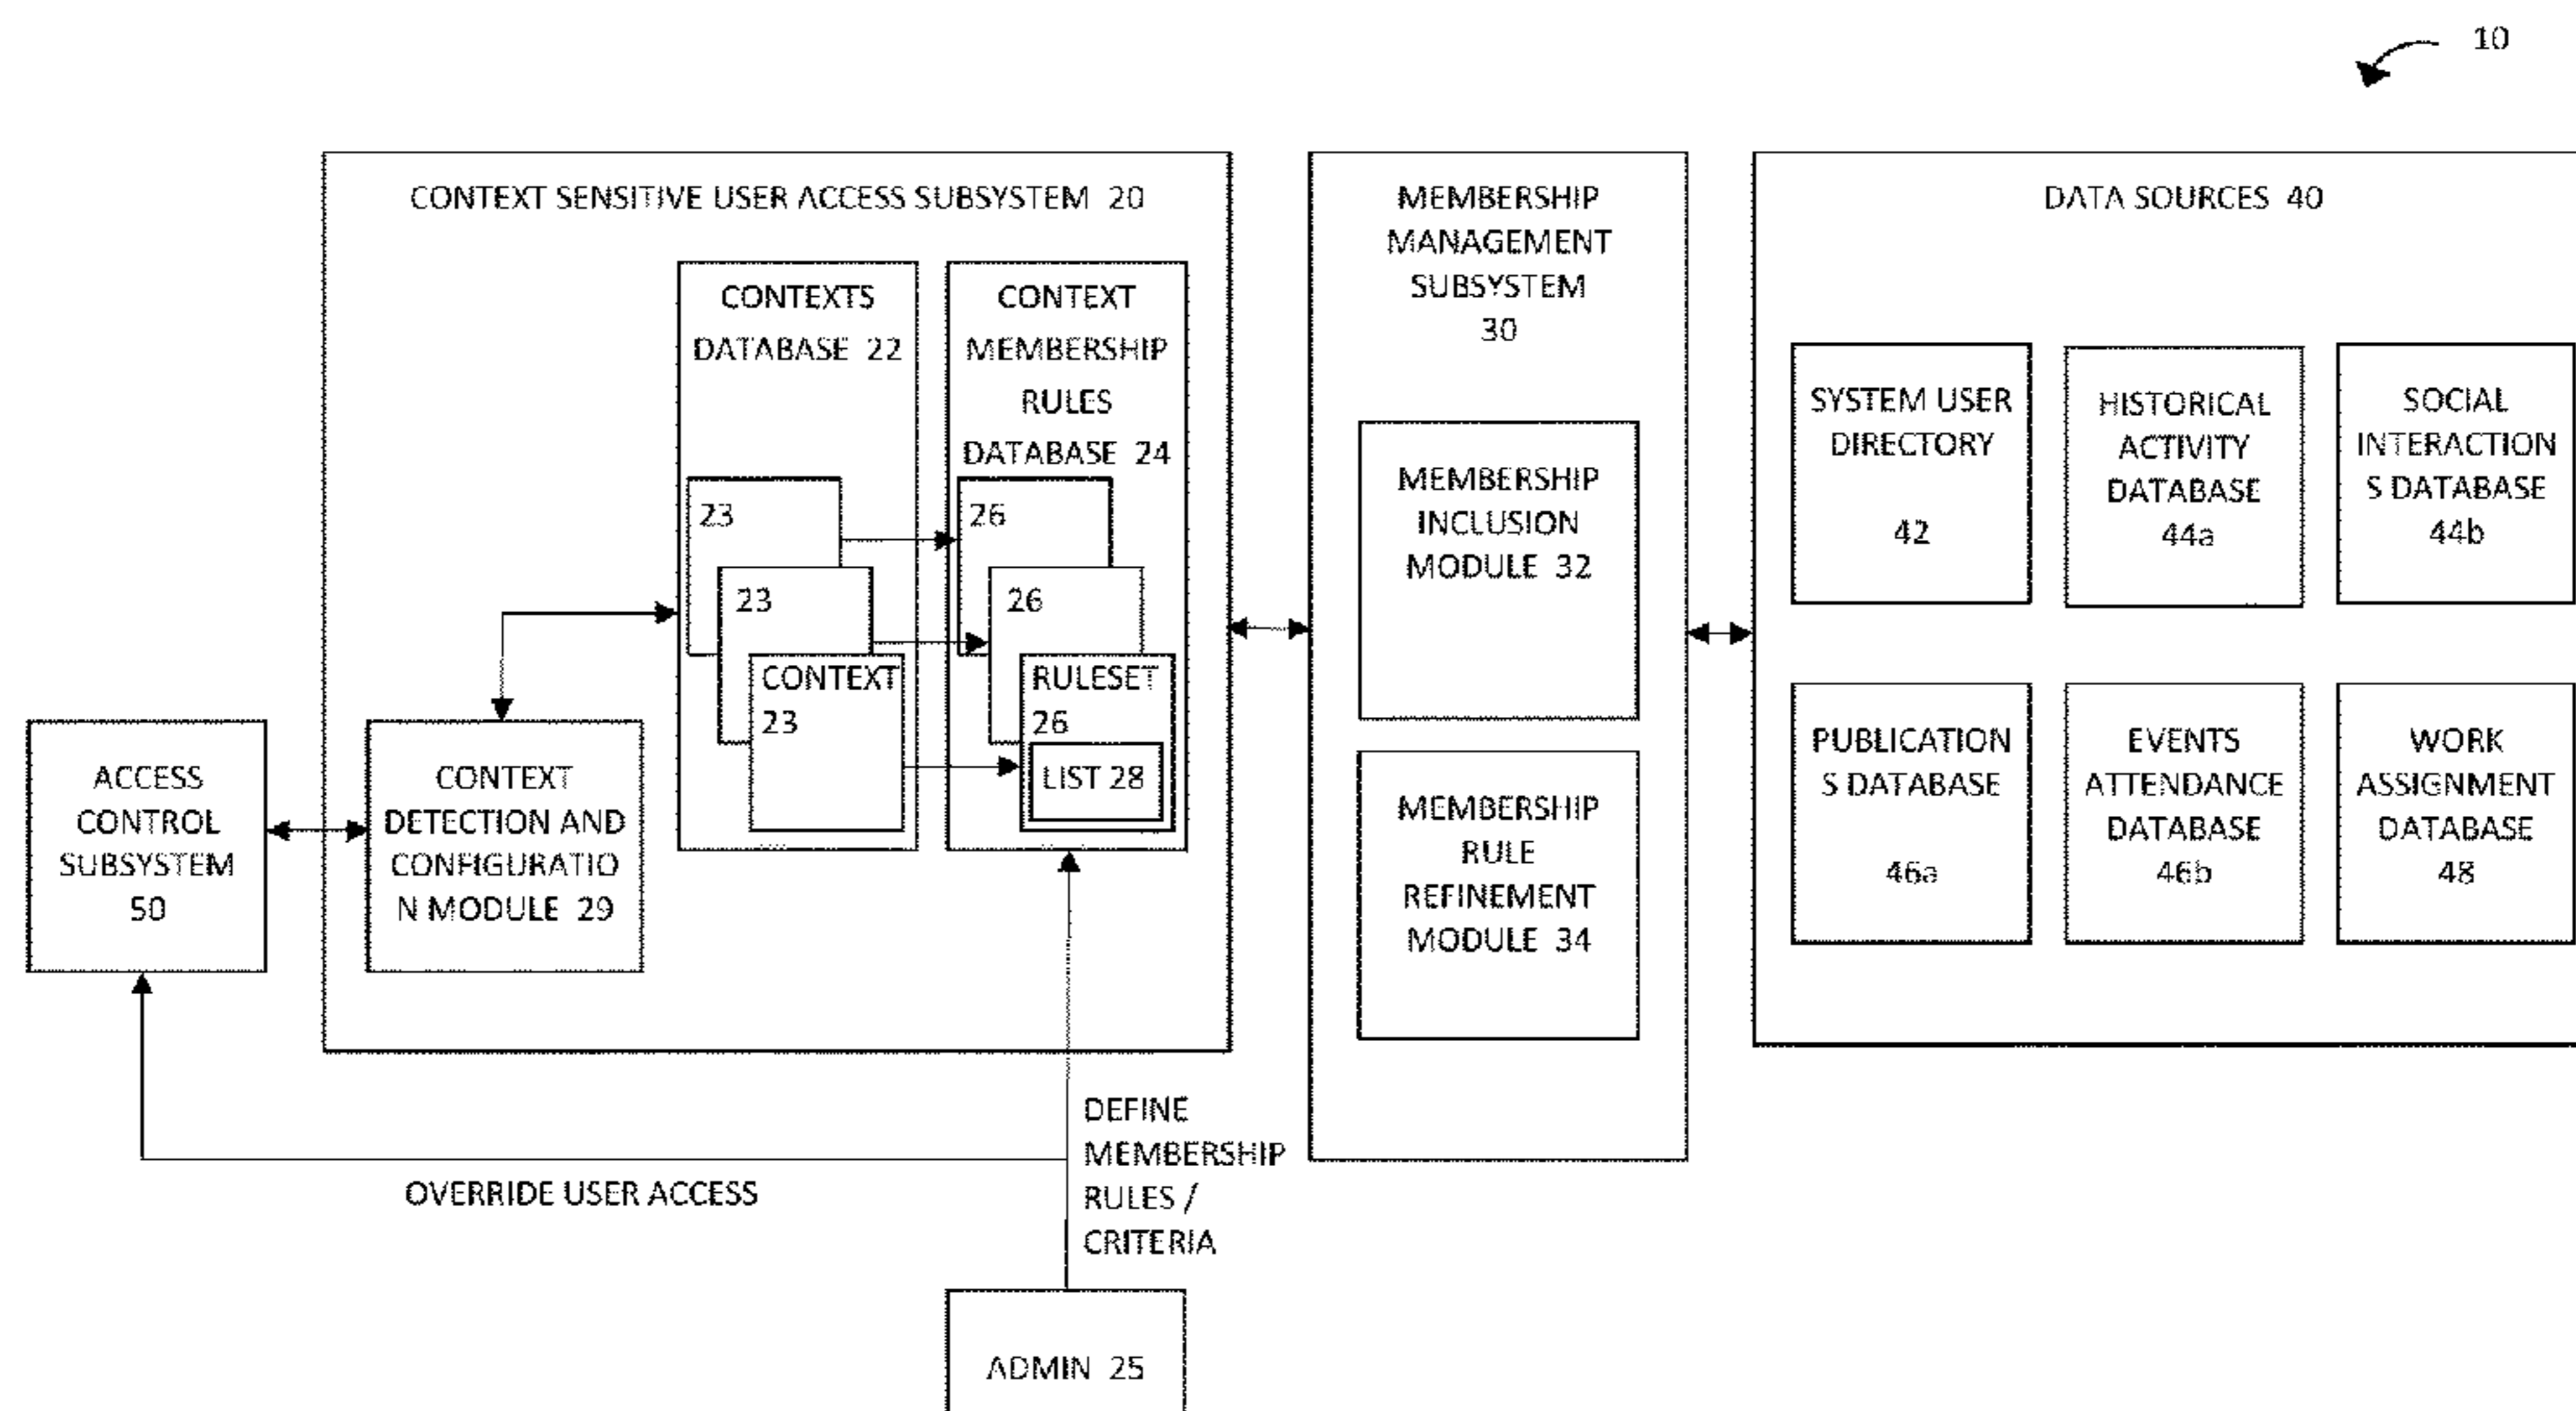 10
CONTEXT SENSITIVE USER ACCESS SUBSYSTEM 20
CONTEXTS
DATABASE 22
CONTEXT
MEMBERSHIP
RULES
DATABASE 24
23
23
CONTEXT
23
26
26
RULESET
26
LIST 28
ACCESS
CONTROL
SUBSYSTEM
50
CONTEXT
DETECTION AND
CONFIGURATIO
N MODULE 29
MEMBERSHIP
MANAGEMENT
SUBSYSTEM
30
MEMBERSHIP
INCLUSION
MODULE 32
MEMBERSHIP
RULE
REFINEMENT
MODULE 34
DATA SOURCES 40
SYSTEM USER
DIRECTORY
42
HISTORICAL
ACTIVITY
DATABASE
44a
SOCIAL
INTERACTION
S DATABASE
44b
PUBLICATION
S DATABASE
46a
EVENTS
ATTENDANCE
DATABASE
46b
WORK
ASSIGNMENT
DATABASE
48
OVERRIDE USER ACCESS
DEFINE
MEMBERSHIP
RULES /
CRITERIA
ADMIN 25